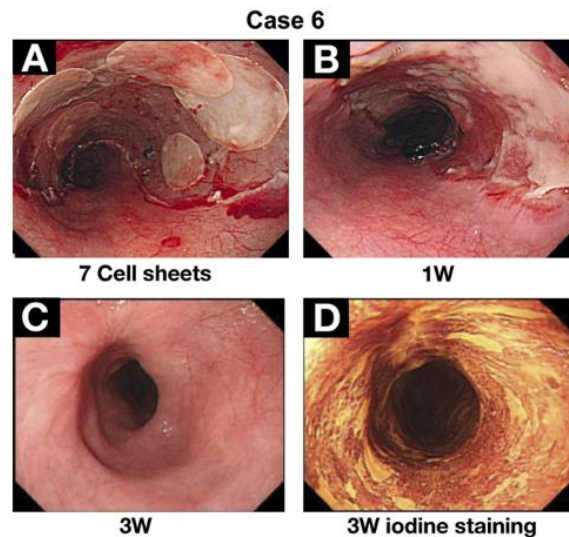 Case 6
A
B
7 Cell sheets
1W
C
D
3W
3W iodine staining